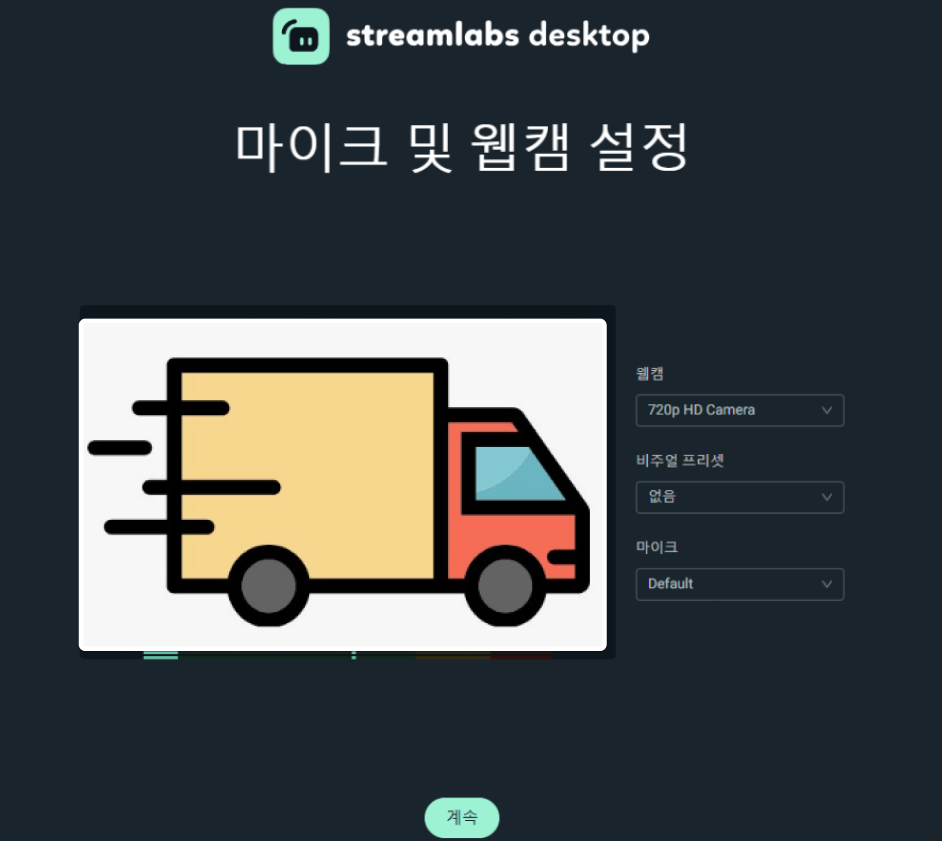 streamlabs desktop
마이크 및 웹캠 설정
웹캠
720p HD Camera
비주얼 프리셋
없음
마이크
Default
계속